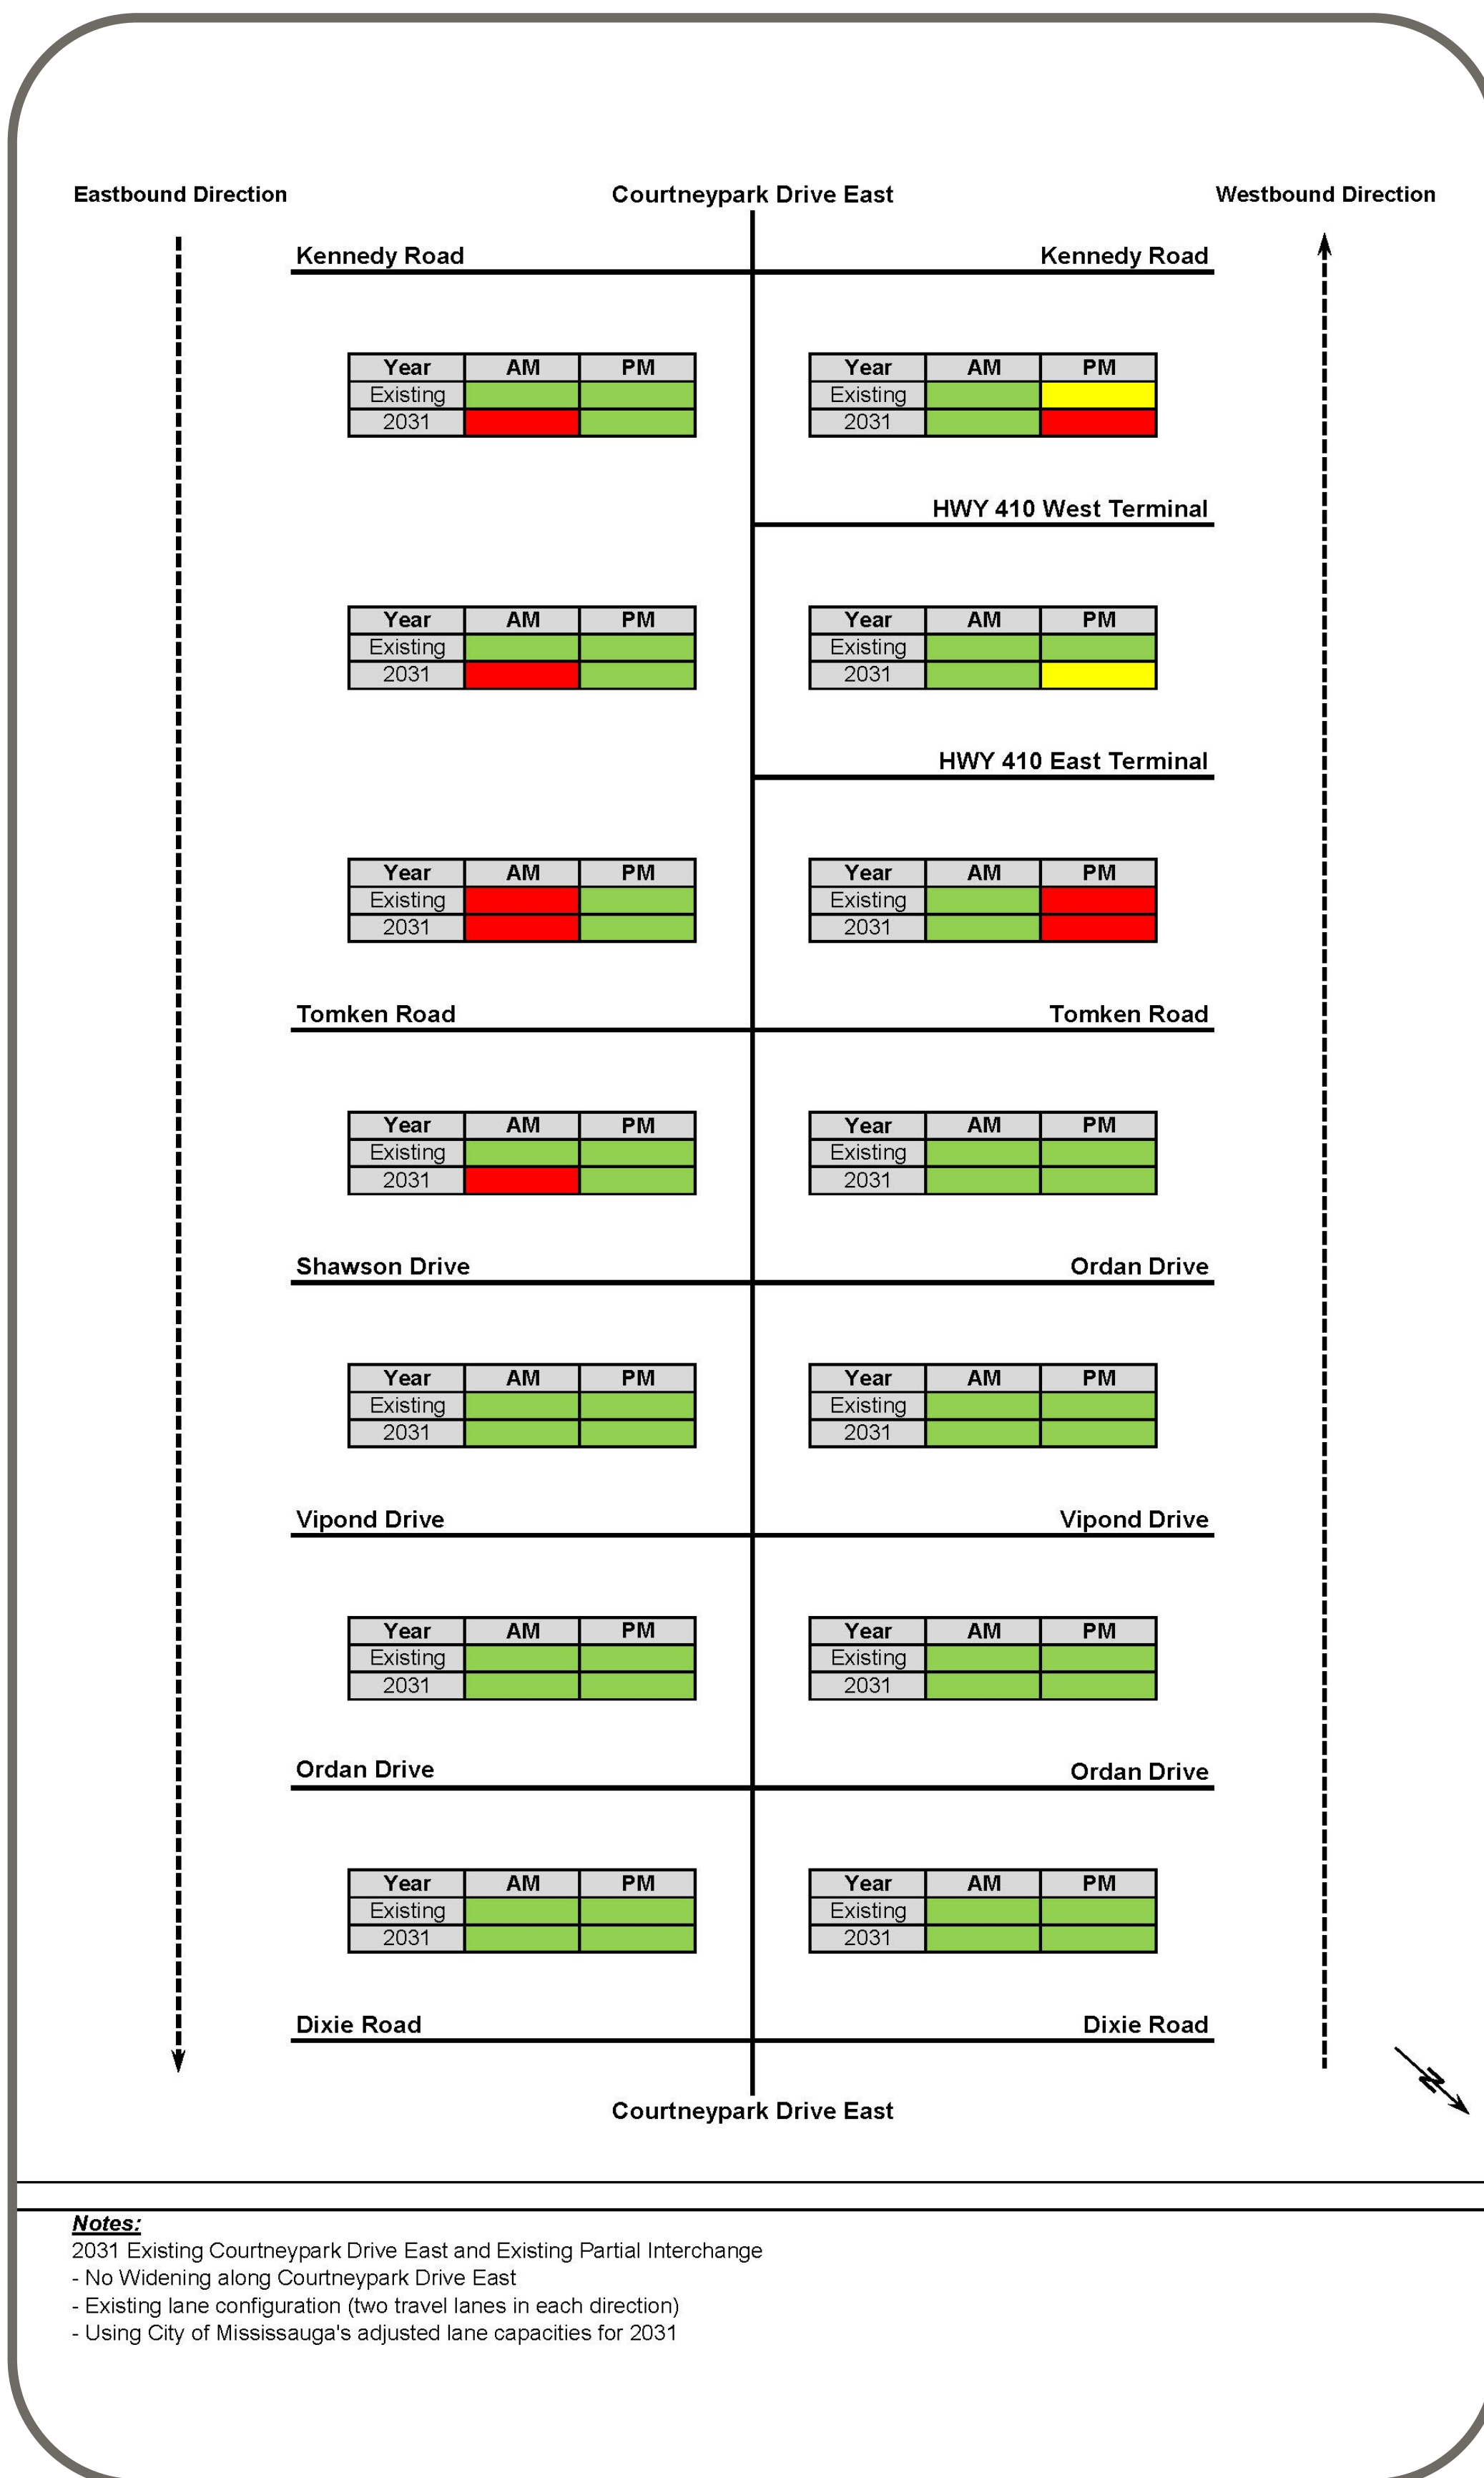 Eastbound Direction Courtneypark Drive East Westbound Direction
Kennedy Road Kennedy Road
Year AM PM Year AM PM
Existing Existing
2031 2031
HWY 410 West Terminal
Year AM PM Year AM PM
Existing Existing
2031 2031
HWY 410 East Terminal
Year AM PM Year AM PM
Existing Existing
2031 2031
Tomken Road Tomken Road
Year AM PM Year AM PM
Existing Existing
2031 2031
Shawson Drive Ordan Drive
Year AM PM Year AM PM
Existing Existing
2031 2031
Vipond Drive Vipond Drive
Year AM PM Year AM PM
Existing Existing
2031 2031
Ordan Drive Ordan Drive
Year AM PM Year AM PM
Existing Existing
2031 2031
Dixie Road Dixie Road
N
Courtneypark Drive East
Notes:
2031 Existing Courtneypark Drive East and Existing Partial Interchange
- No Widening along Courtneypark Drive East
- Existing lane configuration (two travel lanes in each direction)
- Using City of Mississauga's adjusted lane capacities for 2031